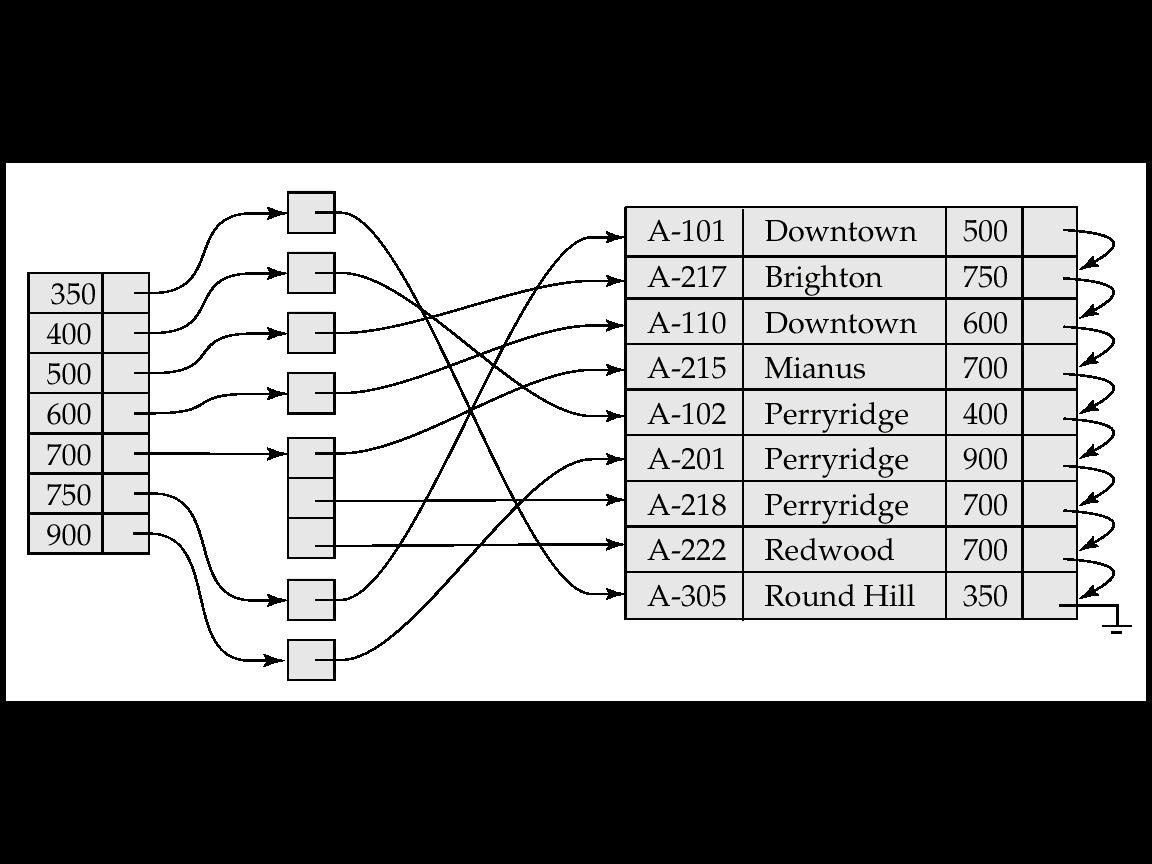 350
400
500
600
700
750
900
A-101 Downtown 500
A-217 Brighton 750
A-110 Downtown 600
A-215 Mianus 700
A-102 Perryridge 400
A-201 Perryridge 900
A-218 Perryridge 700
A-222 Redwood 700
A-305 Round Hill 350